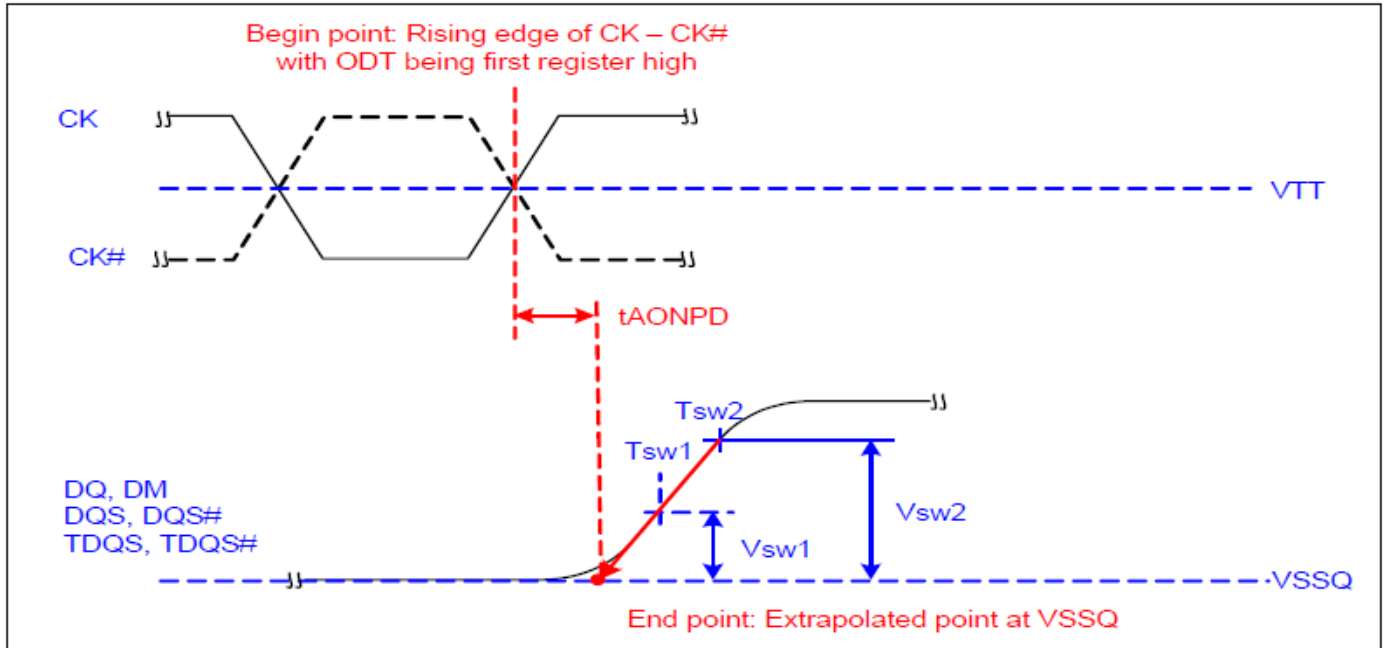 Begin point: Rising edge of CK – CK#
with ODT being first register high
CK
VTT
CK#
tAONPD
Tsw2
Tsw1
DQ, DM
DQS, DQS#
TDQS, TDQS#
Vsw2
Vsw1
VSSQ
End point: Extrapolated point at VSSQ